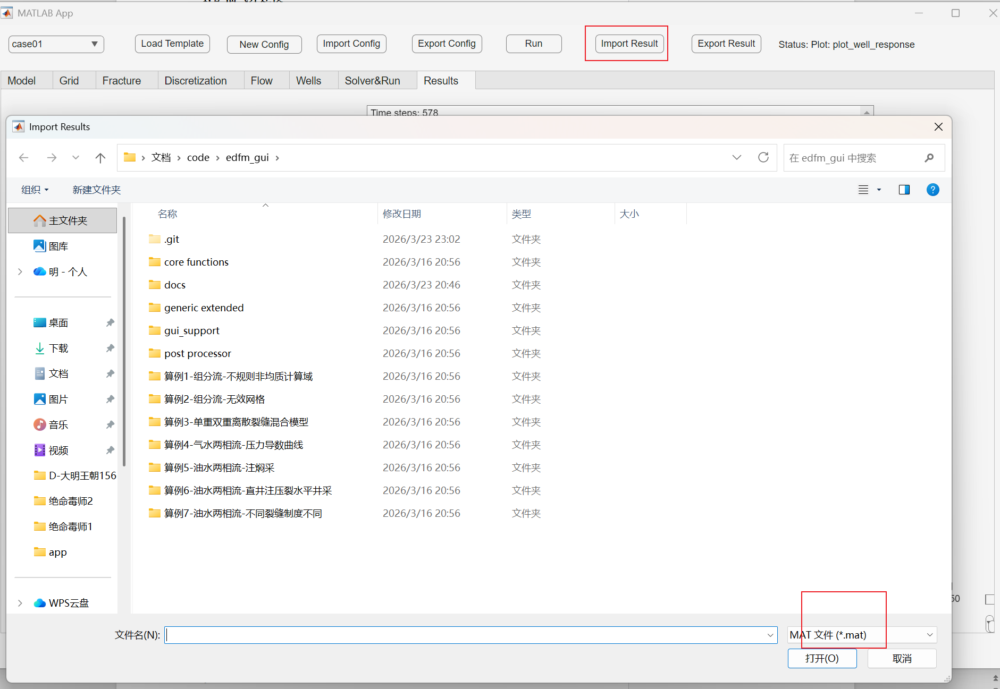 MATLAB App
case01 Load Template New Config Import Config Export Config Run Import Result Export Result Status: Plot: plot_well_response
Model Grid Fracture Discretization Flow Wells Solver&Run Results
Time steps: 578
Import Results
文档 code edfm_gui 在 edfm_gui 中搜索
组织 新建文件夹
主文件夹
图库
明 - 个人
桌面
下载
文档
图片
音乐
视频
D-大明王朝156
绝命毒师2
绝命毒师1
app
WPS云盘
名称 修改日期 类型 大小
.git 2026/3/23 23:02 文件夹
core functions 2026/3/16 20:56 文件夹
docs 2026/3/23 20:46 文件夹
generic extended 2026/3/16 20:56 文件夹
gui_support 2026/3/16 20:56 文件夹
post processor 2026/3/16 20:56 文件夹
算例1-组分流-不规则非均质计算域 2026/3/16 20:56 文件夹
算例2-组分流-无效网格 2026/3/16 20:56 文件夹
算例3-单重双重离散裂缝混合模型 2026/3/16 20:56 文件夹
算例4-气水两相流-压力导数曲线 2026/3/16 20:56 文件夹
算例5-油水两相流-注焖采 2026/3/16 20:56 文件夹
算例6-油水两相流-直井注压裂水平井采 2026/3/16 20:56 文件夹
算例7-油水两相流-不同裂缝制度不同 2026/3/16 20:56 文件夹
50
文件名(N): MAT 文件 (*.mat)
打开(O) 取消